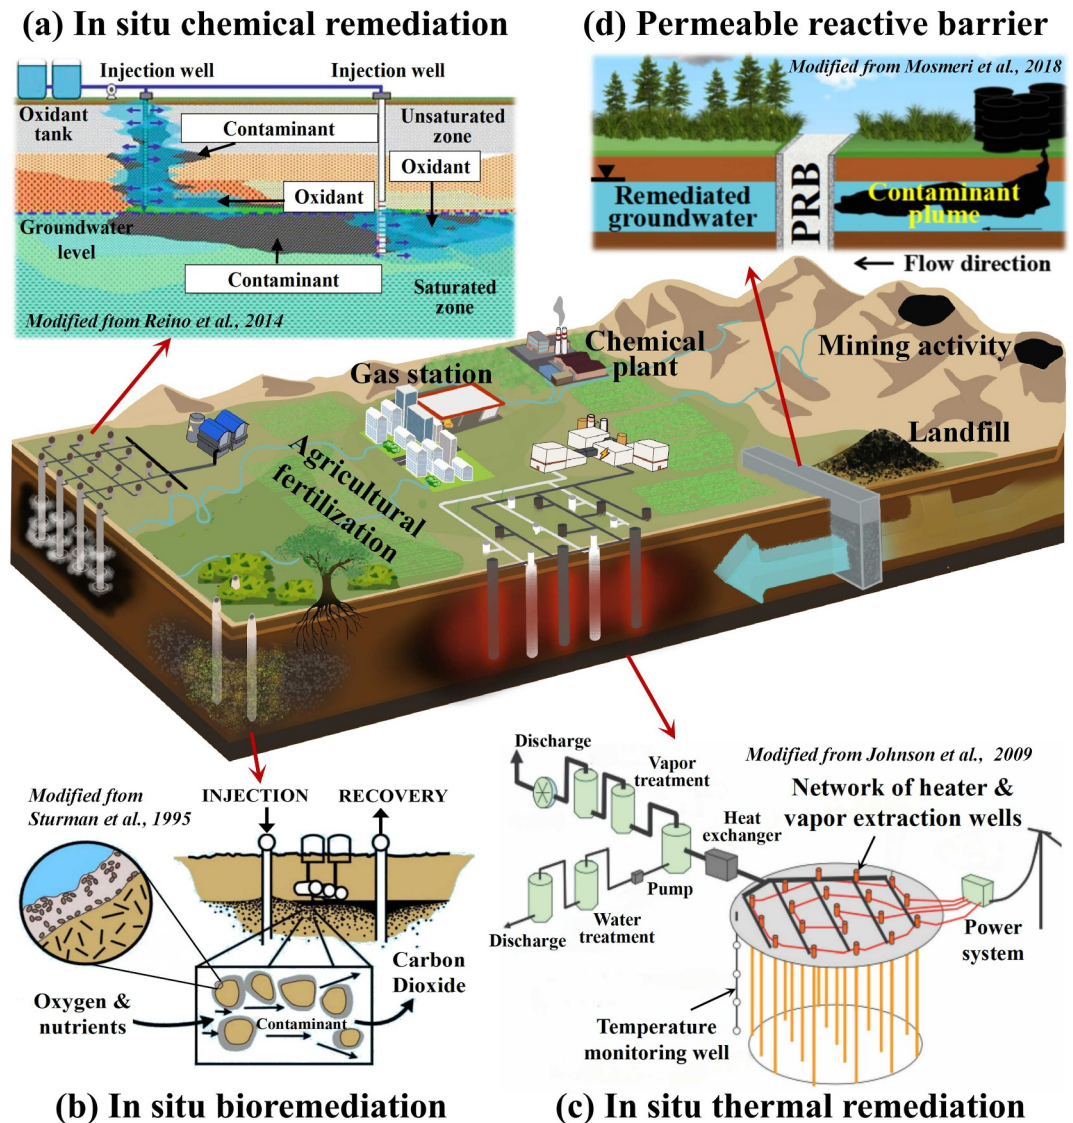 (a) In situ chemical remediation
Injection well
Injection well
Oxidant
tank
Contaminant
Unsaturated
zone
Oxidant
Oxidant
Groundwater
level
Contaminant
Saturated
zone
Modified ftom Reino et al., 2014
(d) Permeable reactive barrier
Modified from Mosmeri et al., 2018
Remediated
groundwater
PRB
Contaminant
plume
Flow direction
Gas station
Chemical
plant
Mining activity
Landfill
Agricultural
fertilization
Modified ftom
Sturman et al., 1995
INJECTION
RECOVERY
Oxygen &
nutrients
Contaminant
Carbon
Dioxide
(b) In situ bioremediation
Discharge
Vapor
treatment
Modified from Johnson et al., 2009
Network of heater &
vapor extraction wells
Heat
exchanger
Pump
Water
treatment
Discharge
Power
system
Temperature
monitoring well
(c) In situ thermal remediation